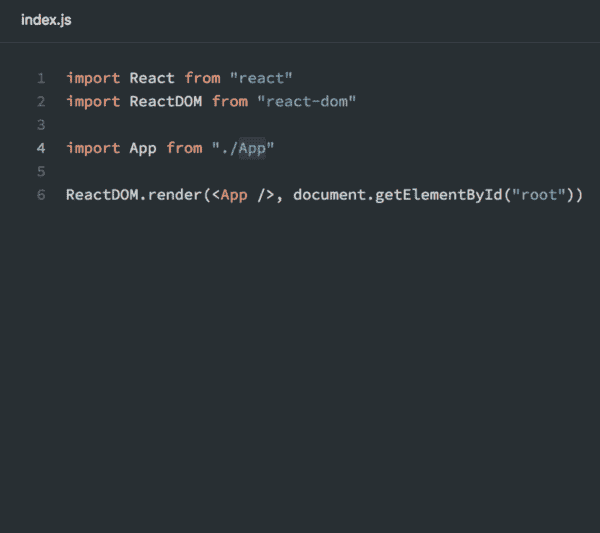 index.js
1 import React from "react"
2 import ReactDOM from "react-dom"
3
4 import App from "./App"
5
6 ReactDOM.render(<App />, document.getElementById("root"))